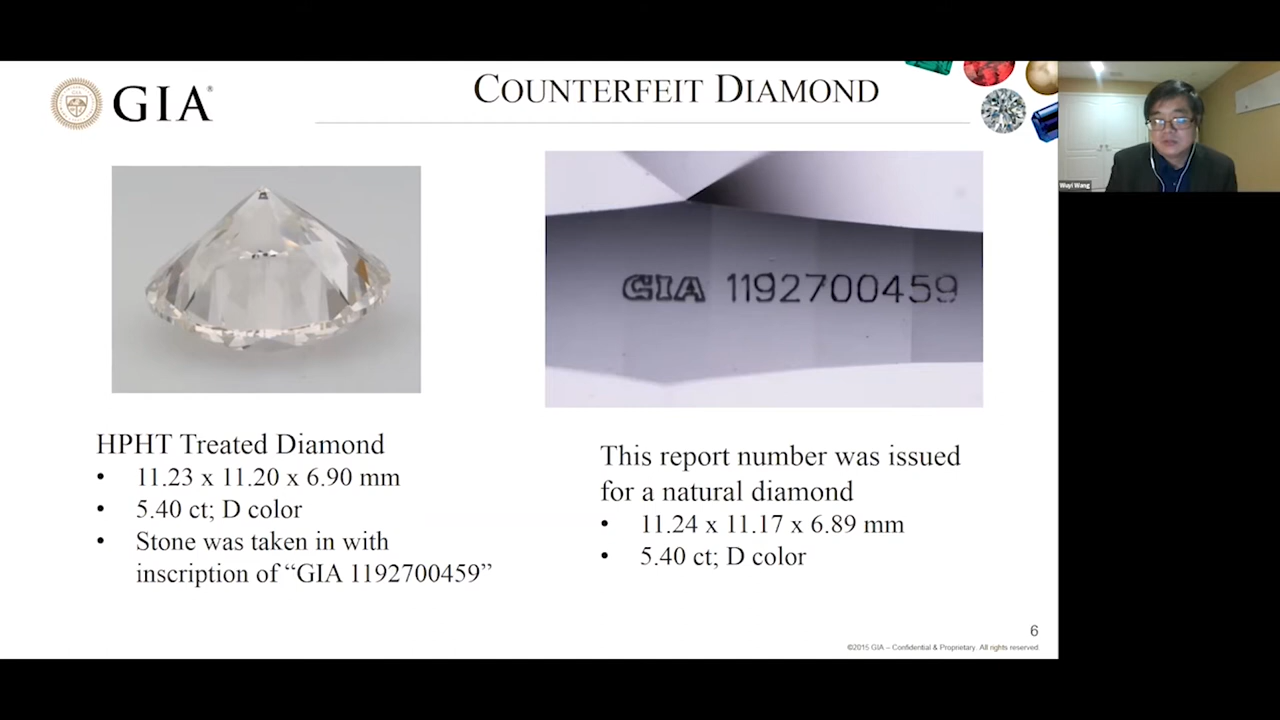 GIA®
COUNTERFEIT DIAMOND
Wuyi Wang
GIA 1192700459
HPHT Treated Diamond
• 11.23 x 11.20 x 6.90 mm
• 5.40 ct; D color
• Stone was taken in with
inscription of “GIA 1192700459”
This report number was issued
for a natural diamond
• 11.24 x 11.17 x 6.89 mm
• 5.40 ct; D color
6
©2015 GIA – Confidential & Proprietary. All rights reserved.